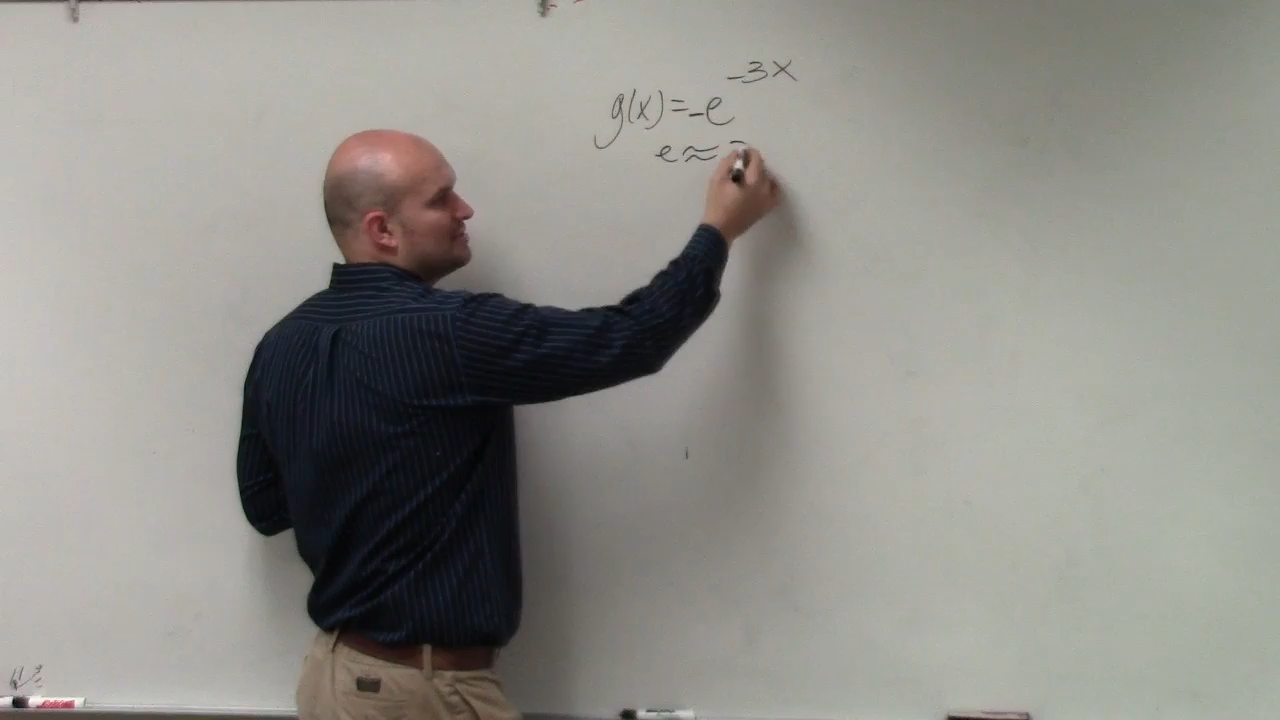 g(x) = -e^{-3x}
e ≈